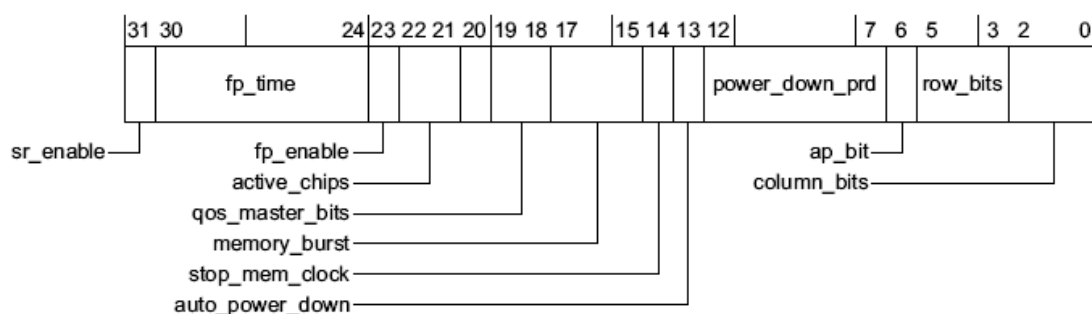 31 30 24 23 22 21 20 19 18 17 15 14 13 12 7 6 5 3 2 0
fp_time power_down_prd row_bits
sr_enable fp_enable ap_bit
active_chips column_bits
qos_master_bits
memory_burst
stop_mem_clock
auto_power_down